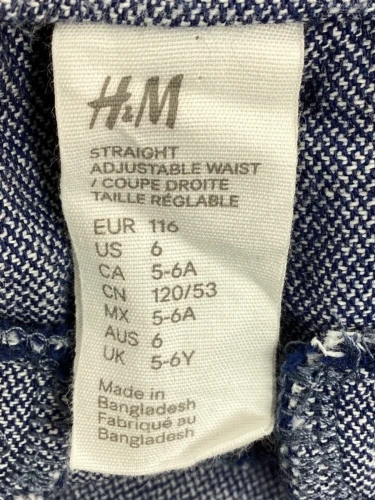 H&M
STRAIGHT
ADJUSTABLE WAIST
/ COUPE DROITE
TAILLE RÉGLABLE
EUR 116
US 6
CA 5-6A
CN 120/53
MX 5-6A
AUS 6
UK 5-6Y
Made in
Bangladesh
Fabriqué au
Bangladesh